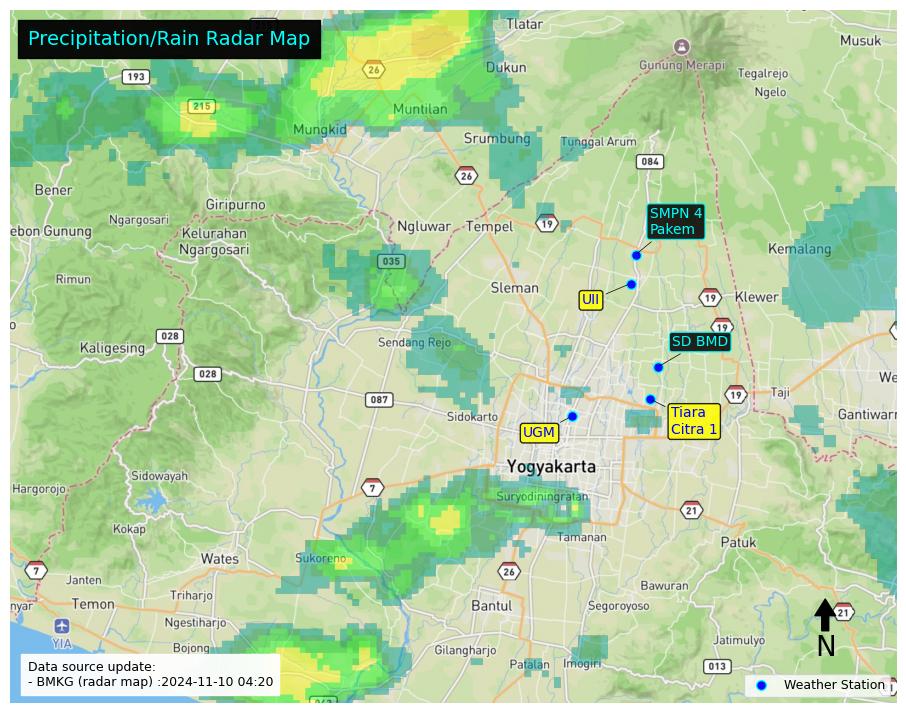 Precipitation/Rain Radar Map
Tlatar
Musuk
193
26
Dukun
Gunung Merapi
Tegalrejo
Ngelo
215
Muntilan
Mungkid
Srumbung
Tunggal Arum
084
26
Bener
Giripurno
Ngargosari
ebon Gunung
Kelurahan
Ngargosari
Ngluwar
Tempel
19
SMPN 4
Pakem
Kemalang
035
Rimun
Sleman
UII
19
Klewer
19
028
Kaligesing
Sendang Rejo
SD BMD
028
087
19
Taji
We
Sidokarto
Tiara
Citra 1
Gantiwarn
UGM
Yogyakarta
Sidowayah
Hargorojo
7
Suryodiningratan
21
Kokap
Tamanan
Patuk
Sukoreno
Wates
7
26
Janten
Bawuran
nyar
Temon
Triharjo
Bantul
Segoroyoso
21
Ngestiharjo
YIA
Bojong
Gilangharjo
Jatimulyo
N
Patalan
Imogiri
013
Data source update:
- BMKG (radar map) :2024-11-10 04:20
Weather Station